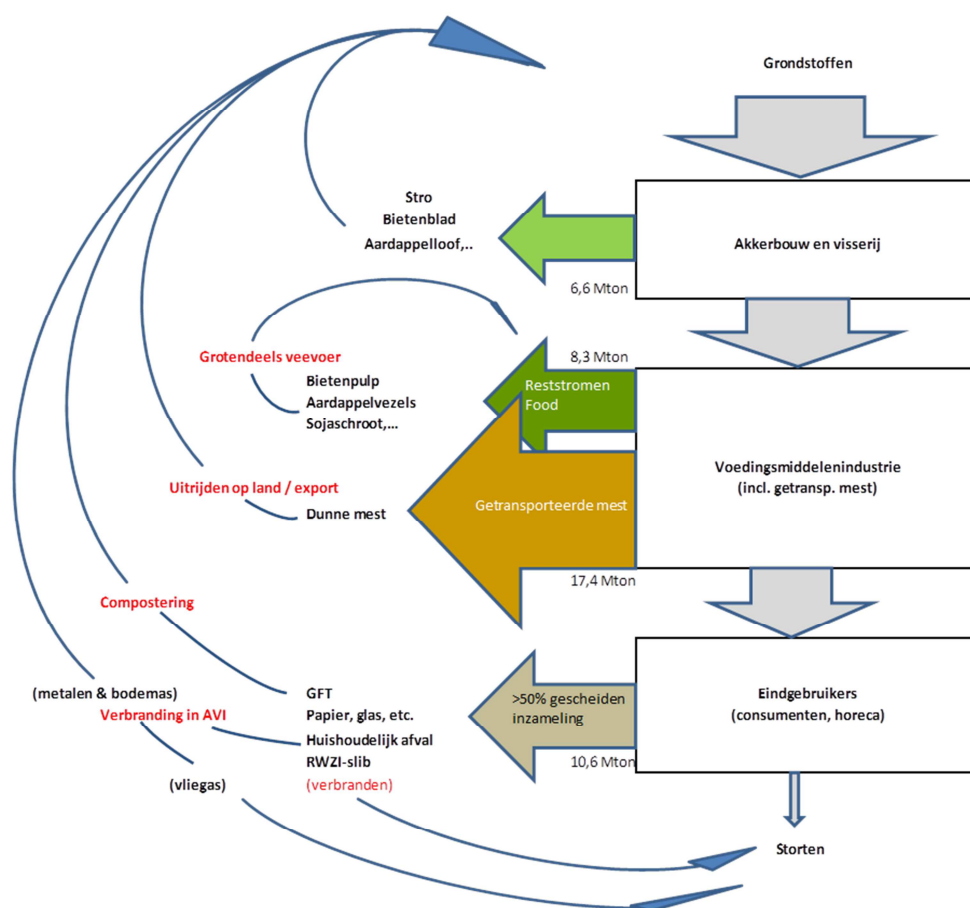 Grondstoffen
Stro
Bietenblad
Aardappelloof,..
Akkerbouw en visserij
6,6 Mton
8,3 Mton
Grotendeels veevoer
Bietenpulp
Aardappelvezels
Sojaschroot,...
Reststromen
Food
Voedingsmiddelenindustrie
(incl. getransp. mest)
Uitrijden op land / export
Dunne mest
Getransporteerde mest
17,4 Mton
Compostering
(metalen & bodemas)
Verbranding in AVI
GFT
Papier, glas, etc.
Huishoudelijk afval
RWZI-slib
(verbranden)
(vliegas)
>50% gescheiden
inzameling
10,6 Mton
Eindgebruikers
(consumenten, horeca)
Storten